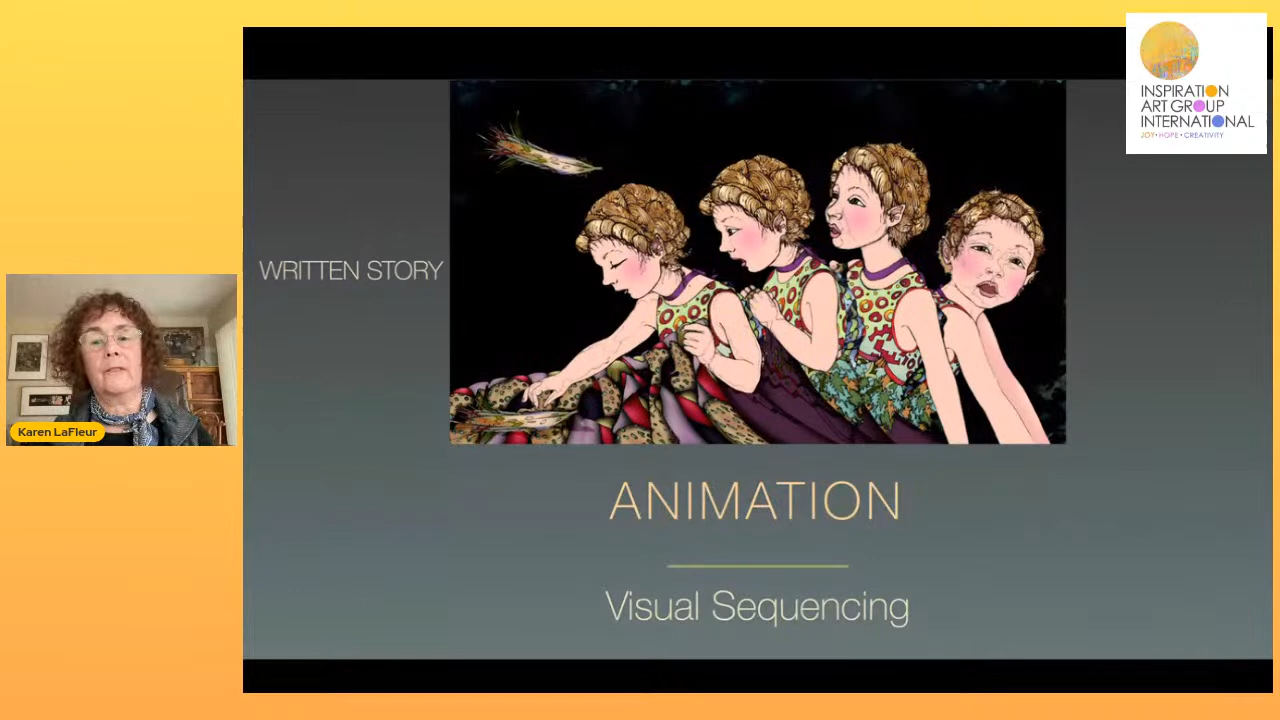 INSPIRATION
ART GROUP
INTERNATIONAL
JOY • HOPE • CREATIVITY
WRITTEN STORY
Karen LaFleur
ANIMATION
Visual Sequencing